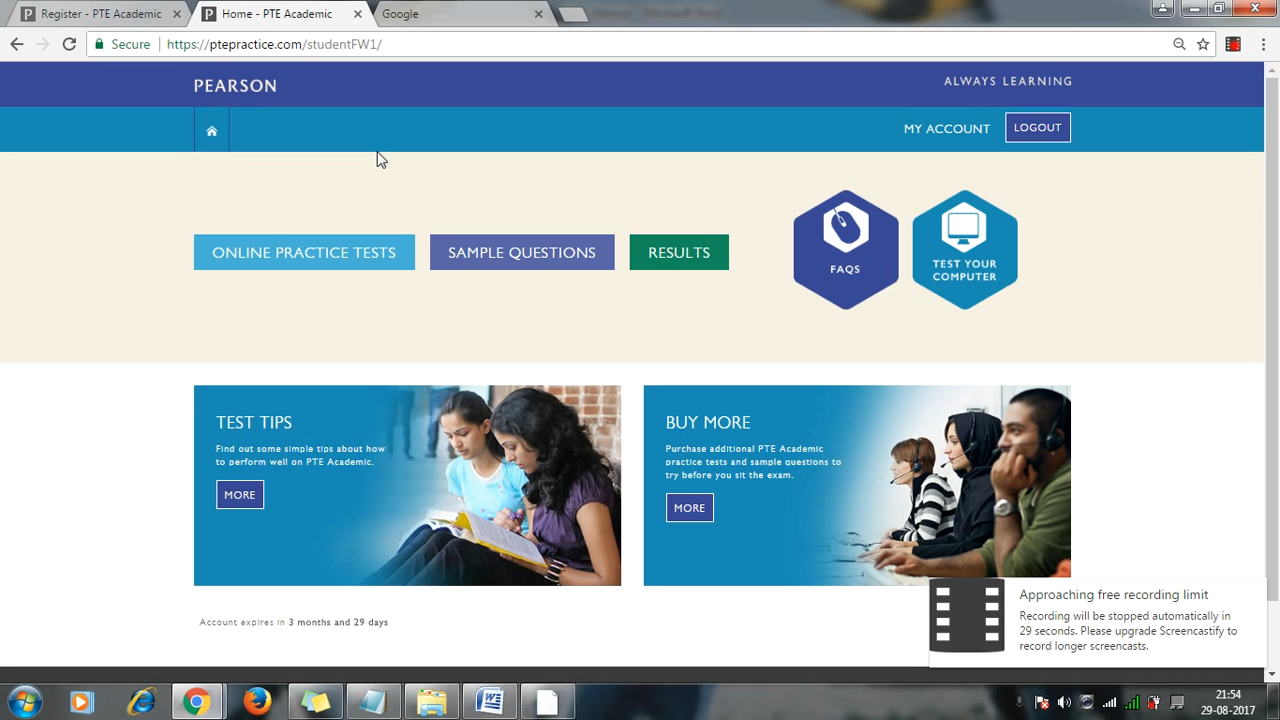 Register - PTE Academic
Home - PTE Academic
Google
Secure
https://ptepractice.com/studentFW1/
PEARSON
ALWAYS LEARNING
MY ACCOUNT
LOGOUT
ONLINE PRACTICE TESTS
SAMPLE QUESTIONS
RESULTS
FAQS
TEST YOUR
COMPUTER
TEST TIPS
Find out some simple tips about how
to perform well on PTE Academic.
MORE
BUY MORE
Purchase additional PTE Academic
practice tests and sample questions to
try before you sit the exam.
MORE
Approaching free recording limit
Recording will be stopped automatically in
29 seconds. Please upgrade Screencastify to
record longer screencasts.
Account expires in 3 months and 29 days
21:54
29-08-2017